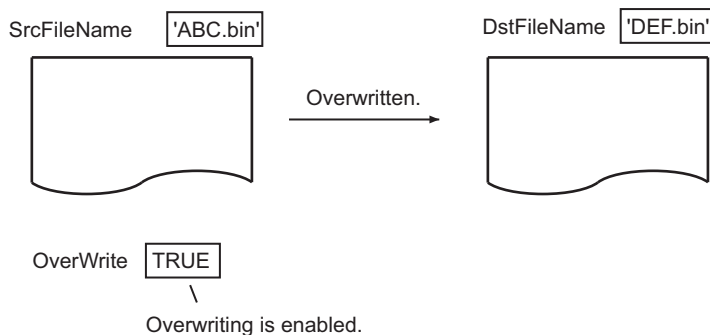 SrcFileName 'ABC.bin' DstFileName 'DEF.bin'
Overwritten.
OverWrite TRUE
Overwriting is enabled.